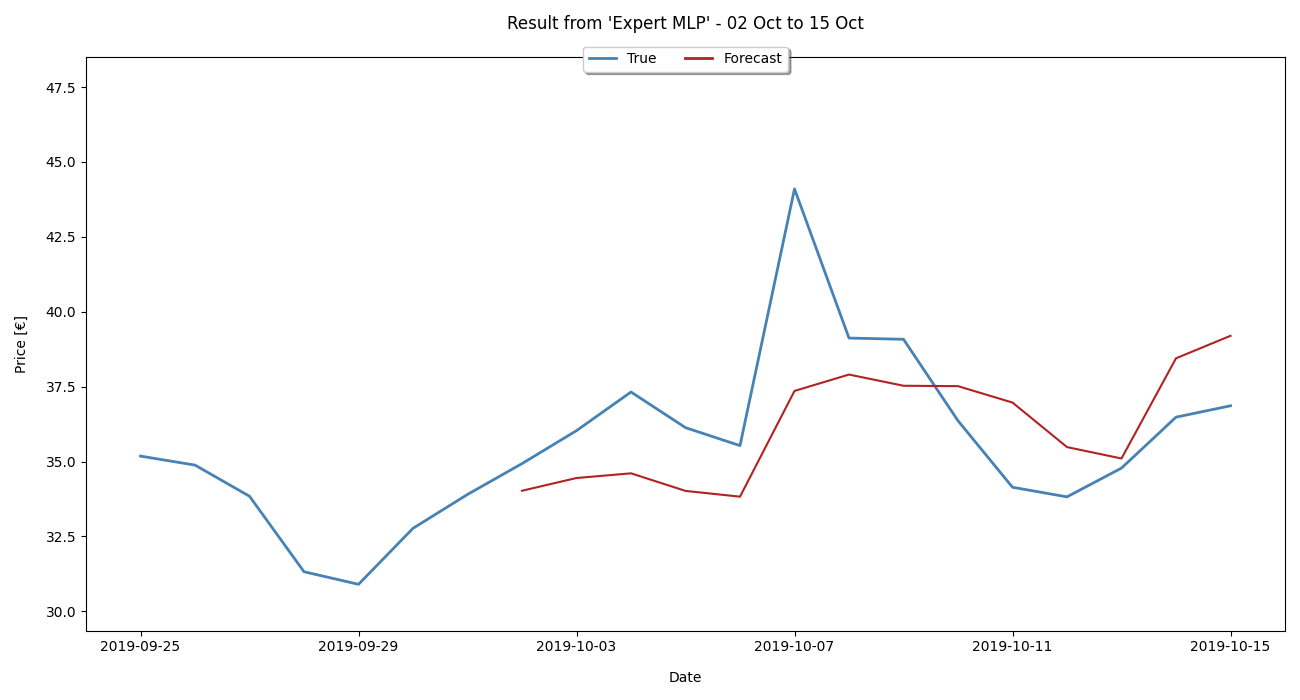 Result from 'Expert MLP' - 02 Oct to 15 Oct
True Forecast
47.5
45.0
42.5
40.0
37.5
35.0
32.5
30.0
Price [€]
2019-09-25 2019-09-29 2019-10-03 2019-10-07 2019-10-11 2019-10-15
Date